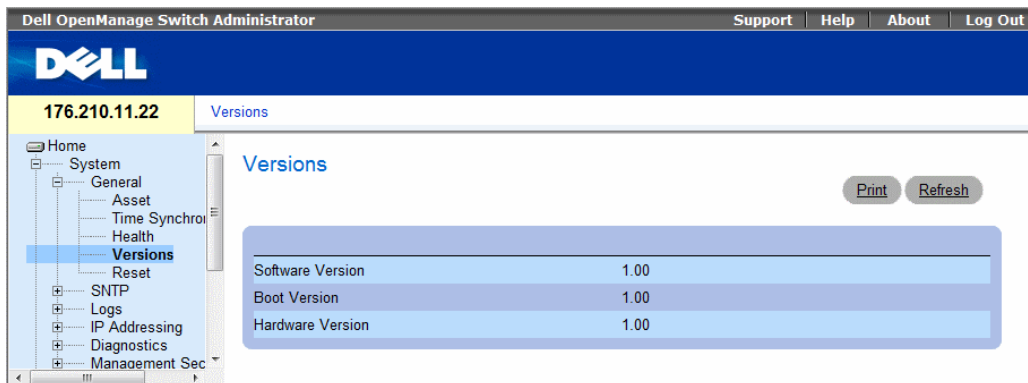 Dell OpenManage Switch Administrator
Support | Help | About | Log Out
DELL
176.210.11.22
Versions
Home
System
General
Asset
Time Synchro
Health
Versions
Reset
SNTP
Logs
IP Addressing
Diagnostics
Management Sec
Versions
Print
Refresh
Software Version 1.00
Boot Version 1.00
Hardware Version 1.00